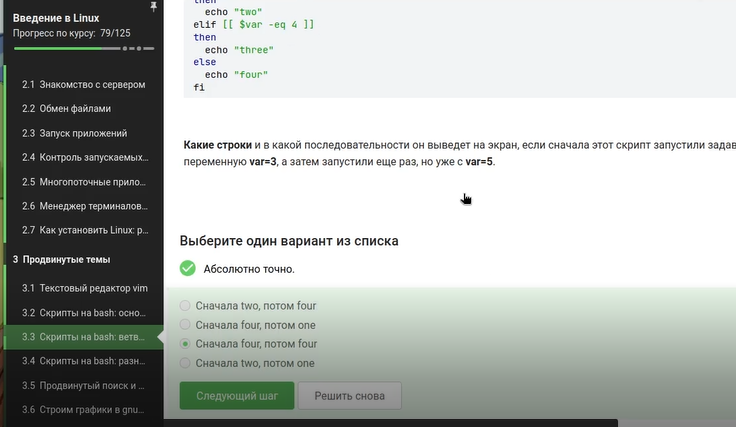 Введение в Linux
Прогресс по курсу: 79/125
2.1 Знакомство с сервером
2.2 Обмен файлами
2.3 Запуск приложений
2.4 Контроль запускаемых...
2.5 Многопоточные прило...
2.6 Менеджер терминалов...
2.7 Как установить Linux: р...
3 Продвинутые темы
3.1 Текстовый редактор vim
3.2 Скрипты на bash: осно...
3.3 Скрипты на bash: ветв...
3.4 Скрипты на bash: разн...
3.5 Продвинутый поиск и ...
3.6 Строим графики в gnu...
then
echo "two"
elif [[ $var -eq 4 ]]
then
echo "three"
else
echo "four"
fi
Какие строки и в какой последовательности он выведет на экран, если сначала этот скрипт запустили задав
переменную var=3, а затем запустили еще раз, но уже с var=5.
Выберите один вариант из списка
Абсолютно точно.
Сначала two, потом four
Сначала four, потом one
Сначала four, потом four
Сначала two, потом one
Следующий шаг
Решить снова